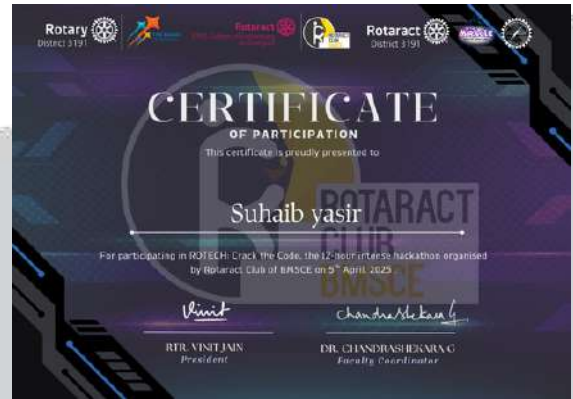 Rotary
District 3191
Rotaract
Rotaract
District 3191
CERTIFICATE
OF PARTICIPATION
This certificate is proudly presented to
ROTARACT
CLUB
BMSCE
Suhaib yasir
For participating in ROTECH: Crack the Code, the 12-hour intense hackathon organised
by Rotaract Club of BMSCE on 5th April, 2025
Vinit
Chandrashekara G
RTR. VINIT JAIN
President
DR. CHANDRASHEKARA G
Faculty Coordinator